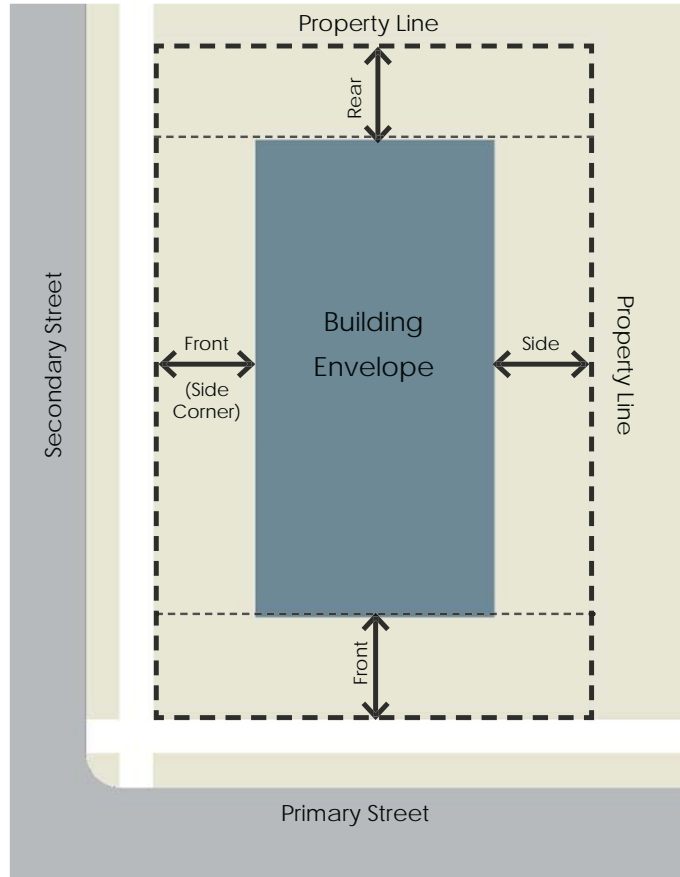 Property Line
Rear
Secondary Street
Building
Envelope
Front
(Side
Corner)
Side
Property Line
Front
Primary Street